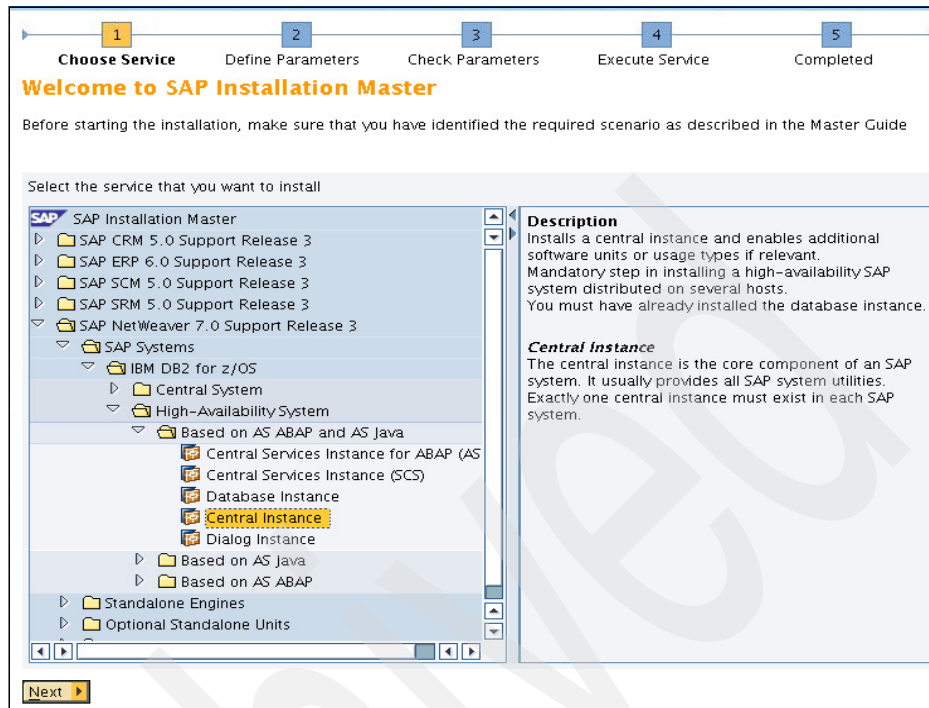 1 2 3 4 5
Choose Service Define Parameters Check Parameters Execute Service Completed
Welcome to SAP Installation Master
Before starting the installation, make sure that you have identified the required scenario as described in the Master Guide
Select the service that you want to install
SAP SAP Installation Master
SAP CRM 5.0 Support Release 3
SAP ERP 6.0 Support Release 3
SAP SCM 5.0 Support Release 3
SAP SRM 5.0 Support Release 3
SAP NetWeaver 7.0 Support Release 3
SAP Systems
IBM DB2 for z/OS
Central System
High-Availability System
Based on AS ABAP and AS Java
Central Services Instance for ABAP (AS
Central Services Instance (SCS)
Database Instance
Central Instance
Dialog Instance
Based on AS Java
Based on AS ABAP
Standalone Engines
Optional Standalone Units
Description
Installs a central instance and enables additional
software units or usage types if relevant.
Mandatory step in installing a high-availability SAP
system distributed on several hosts.
You must have already installed the database instance.
Central Instance
The central instance is the core component of an SAP
system. It usually provides all SAP system utilities.
Exactly one central instance must exist in each SAP
system.
Next